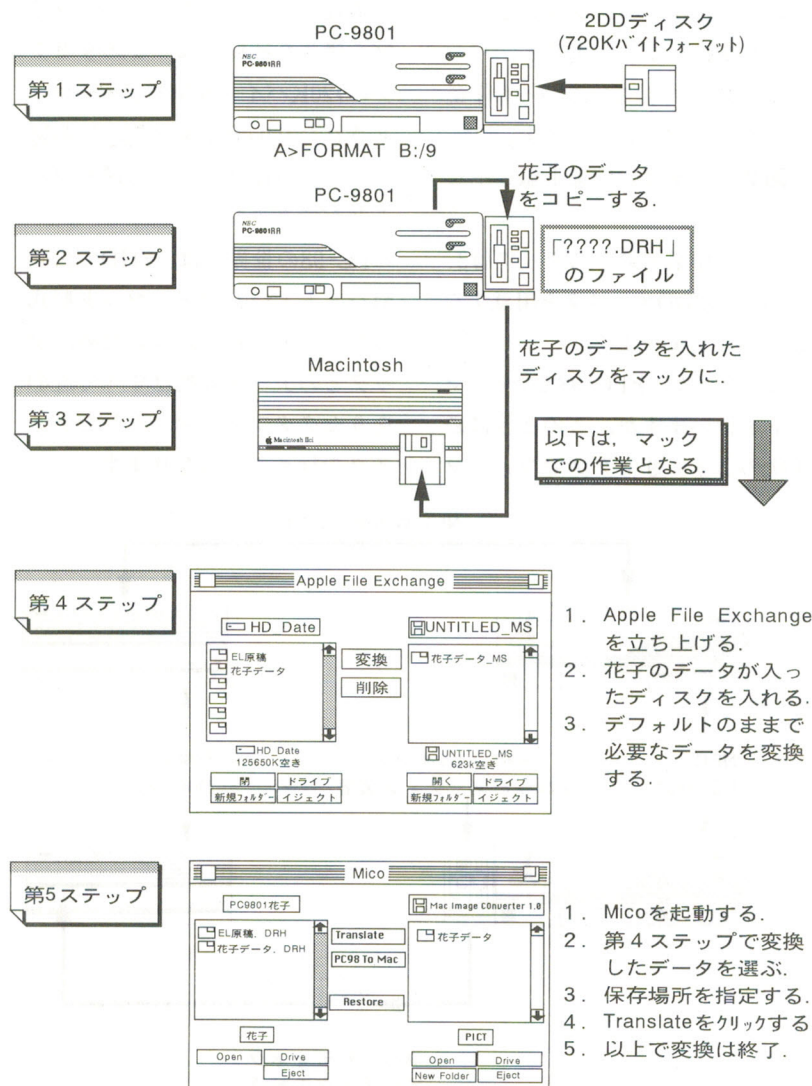 第1ステップ
PC-9801
NEC
PC-9801RR
2DDディスク
(720Kバイトフォーマット)
A>FORMAT B:/9
第2ステップ
PC-9801
NEC
PC-9801RR
花子のデータ
をコピーする.
「????.DRH」
のファイル
第3ステップ
Macintosh
Macintosh IIci
花子のデータを入れた
ディスクをマックに.
以下は,マック
での作業となる.
第4ステップ
Apple File Exchange
HD_Date
UNTITLED_MS
EL原稿
花子データ
変換
削除
花子データ_MS
HD_Date
125650K空き
UNTITLED_MS
623k空き
開
ドライブ
新規フォルダー
イジェクト
開く
ドライブ
新規フォルダー
イジェクト
1. Apple File Exchange
を立ち上げる.
2. 花子のデータが入っ
たディスクを入れる.
3. デフォルトのままで
必要なデータを変換
する.
第5ステップ
Mico
PC9801花子
Mac Image C0nverter 1.0
EL原稿.DRH
花子データ.DRH
Translate
PC98 To Mac
Restore
花子データ
花子
PICT
Open
Drive
Eject
Open
Drive
New Folder
Eject
1. Micoを起動する.
2. 第4ステップで変換
したデータを選ぶ.
3. 保存場所を指定する.
4. Translateをクリックする
5. 以上で変換は終了.